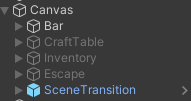 Canvas
Bar
CraftTable
Inventory
Escape
SceneTransition